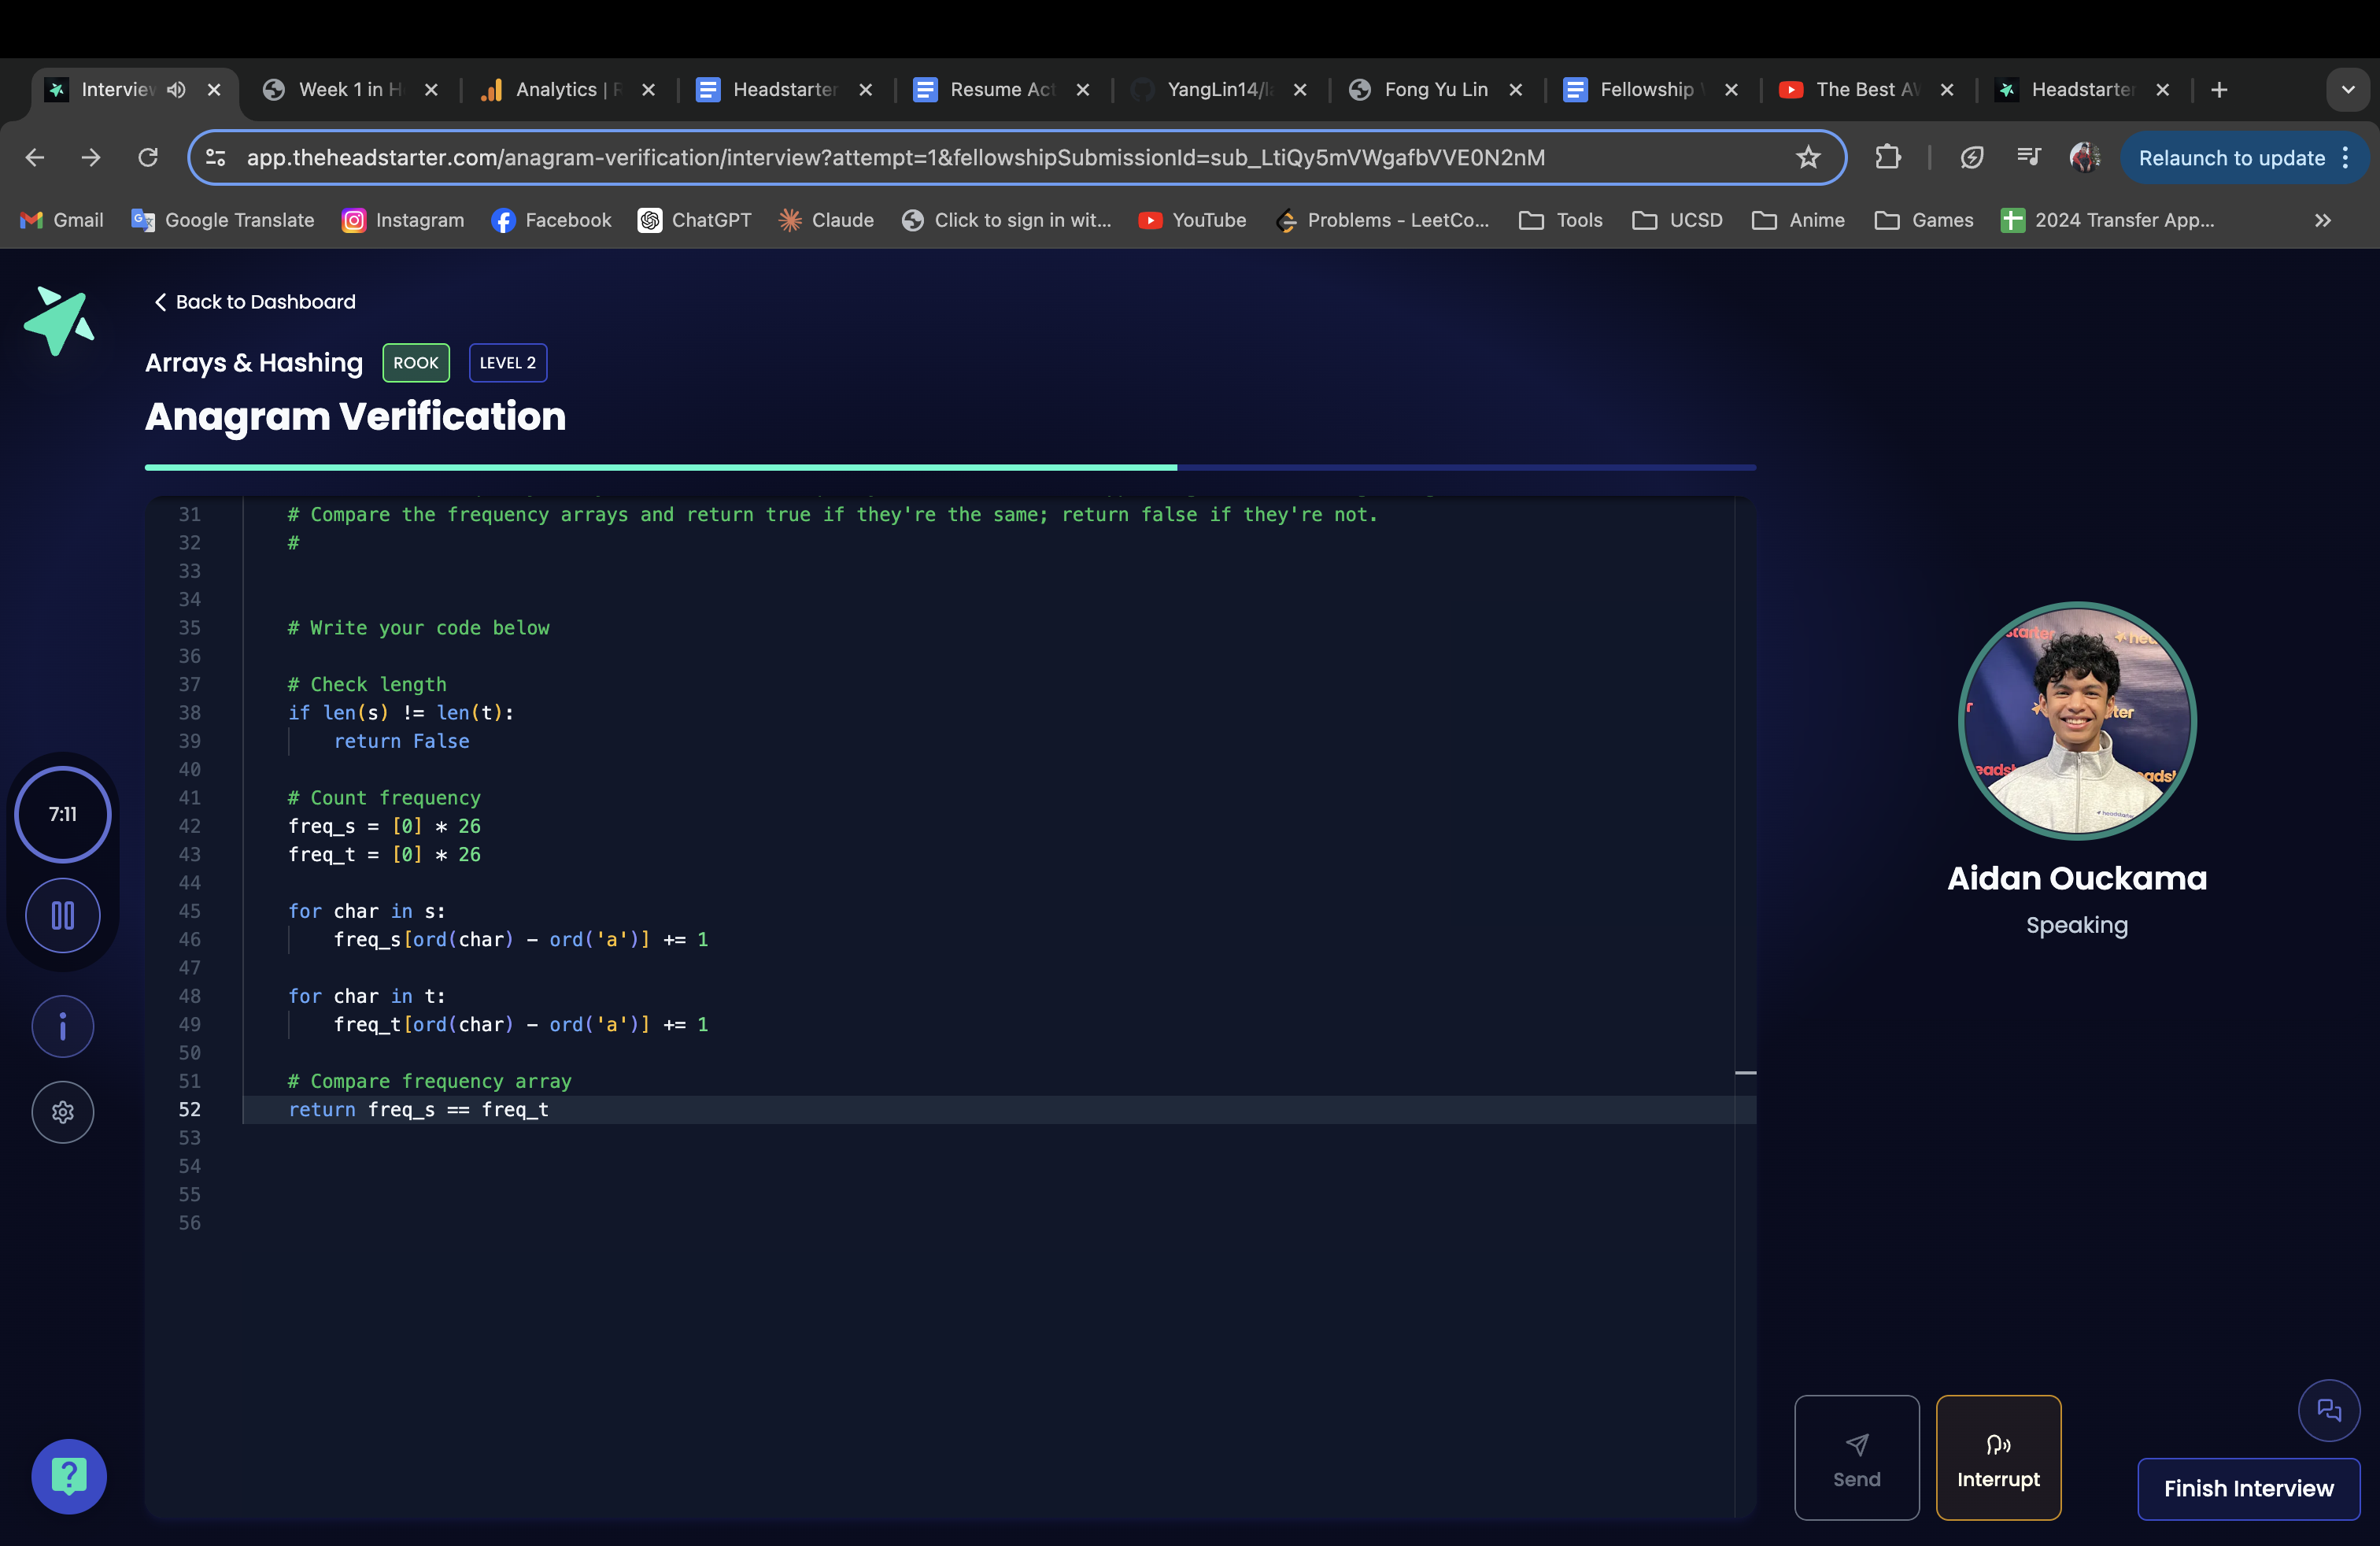 Interview
Week 1 in H
Analytics | R
Headstarter
Resume Act
YangLin14/la
Fong Yu Lin
Fellowship
The Best AV
Headstarter
app.theheadstarter.com/anagram-verification/interview?attempt=1&fellowshipSubmissionId=sub_LtiQy5mVWgafbVVE0N2nM
Relaunch to update
Gmail
Google Translate
Instagram
Facebook
ChatGPT
Claude
Click to sign in wit...
YouTube
Problems - LeetCo...
Tools
UCSD
Anime
Games
2024 Transfer App...
Back to Dashboard
Arrays & Hashing ROOK LEVEL 2
Anagram Verification
31 # Compare the frequency arrays and return true if they're the same; return false if they're not.
32 #
33
34
35 # Write your code below
36
37 # Check length
38 if len(s) != len(t):
39 return False
40
41 # Count frequency
42 freq_s = [0] * 26
43 freq_t = [0] * 26
44
45 for char in s:
46 freq_s[ord(char) - ord('a')] += 1
47
48 for char in t:
49 freq_t[ord(char) - ord('a')] += 1
50
51 # Compare frequency array
52 return freq_s == freq_t
53
54
55
56
7:11
Aidan Ouckama
Speaking
Send
Interrupt
Finish Interview